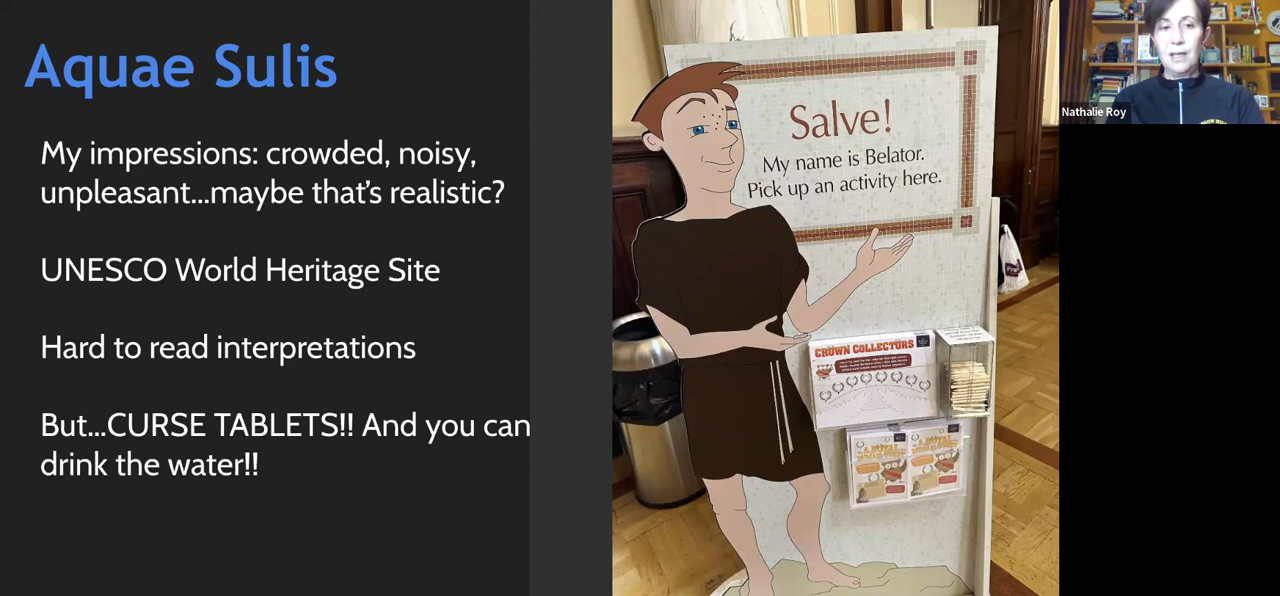 Aquae Sulis
My impressions: crowded, noisy,
unpleasant...maybe that's realistic?
UNESCO World Heritage Site
Hard to read interpretations
But...CURSE TABLETS!! And you can
drink the water!!
Salve!
My name is Belator.
Pick up an activity here.
CROWN COLLECTORS
Nathalie Roy